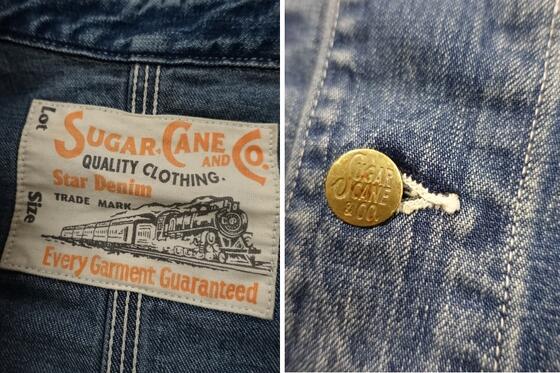 Lot
Size
SUGAR CANE AND CO.
QUALITY CLOTHING.
Star Denim
TRADE MARK
Every Garment Guaranteed
SUGAR
CANE
& CO.